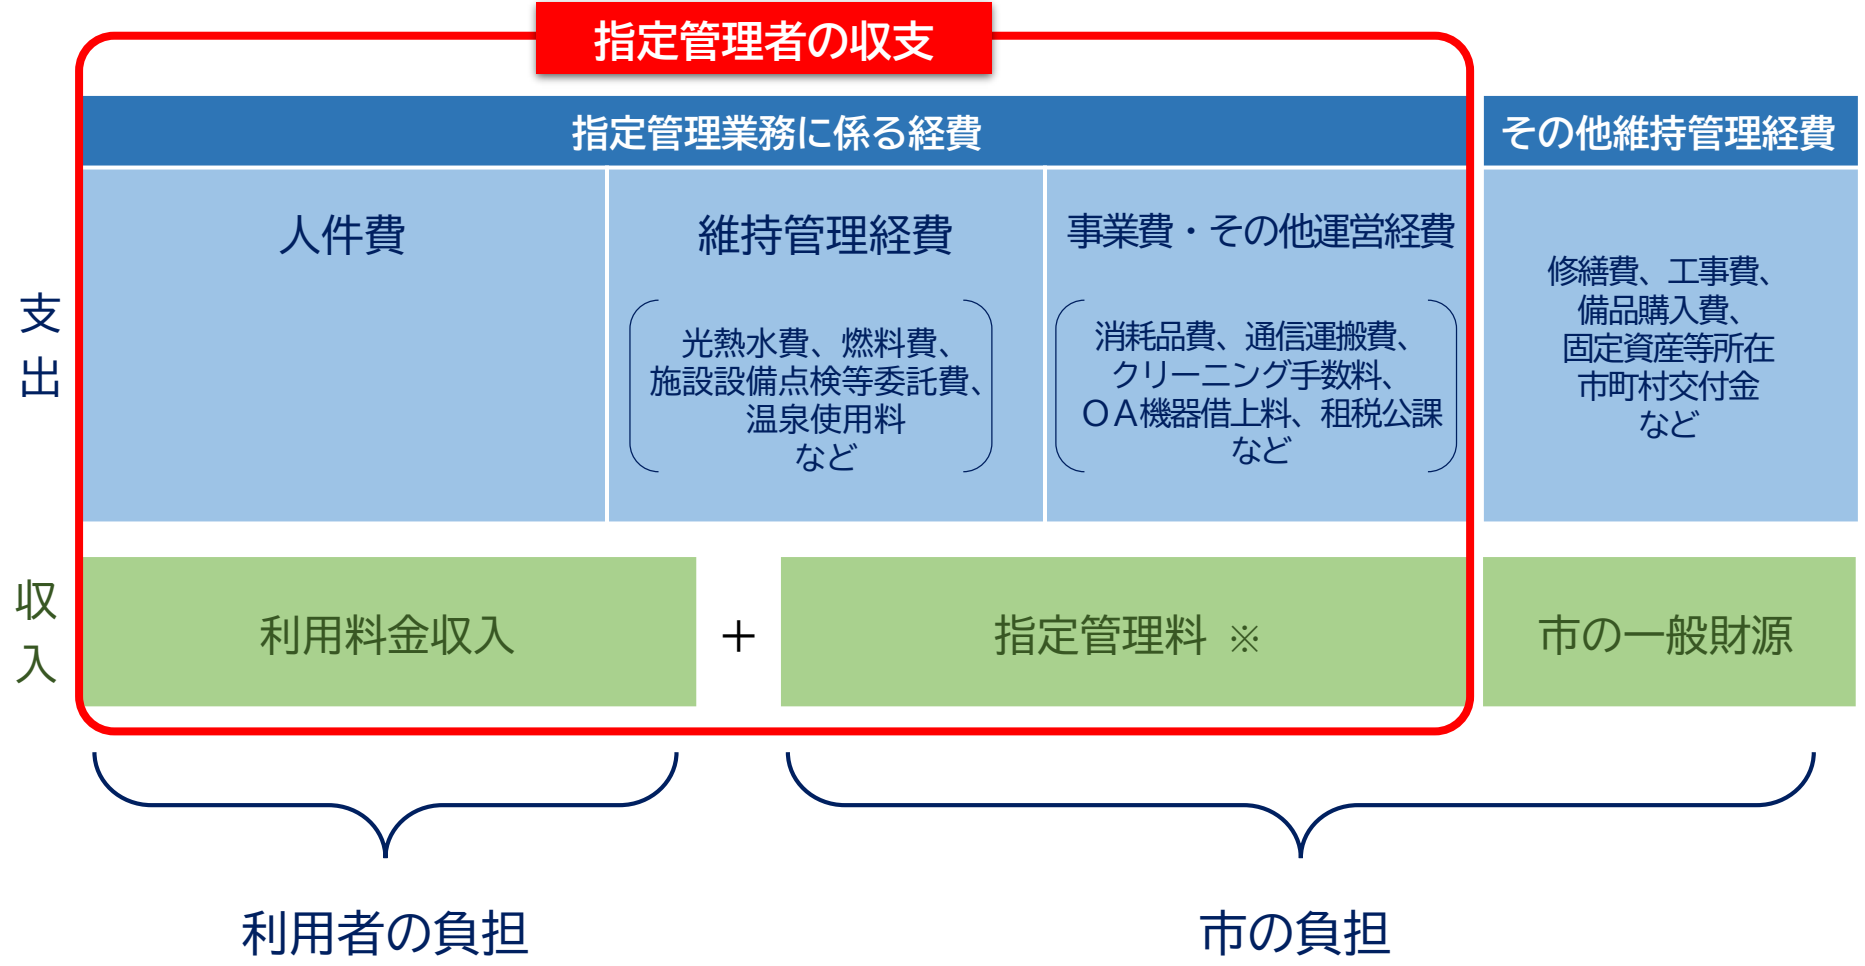 指定管理者の収支
指定管理業務に係る経費
その他維持管理経費
支出
人件費
維持管理経費
光熱水費、燃料費、
施設設備点検等委託費、
温泉使用料
など
事業費・その他運営経費
消耗品費、通信運搬費、
クリーニング手数料、
ＯＡ機器借上料、租税公課
など
修繕費、工事費、
備品購入費、
固定資産等所在
市町村交付金
など
収入
利用料金収入
＋
指定管理料 ※
市の一般財源
利用者の負担
市の負担